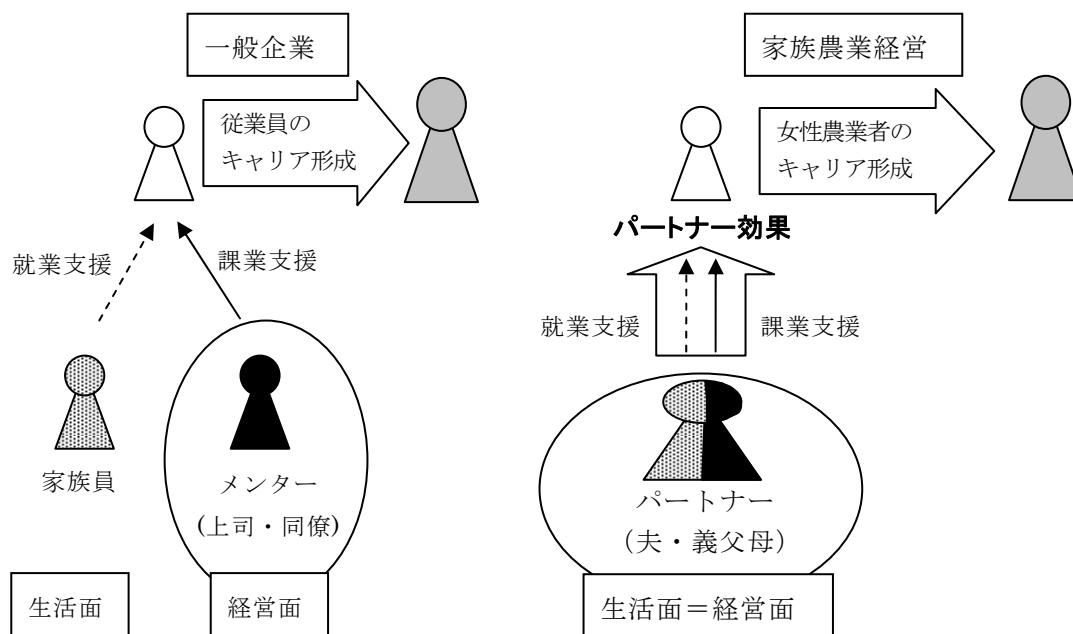 一般企業
従業員の
キャリア形成
就業支援
課業支援
家族員
メンター
(上司・同僚)
生活面
経営面
家族農業経営
女性農業者の
キャリア形成
パートナー効果
就業支援
課業支援
パートナー
（夫・義父母）
生活面＝経営面